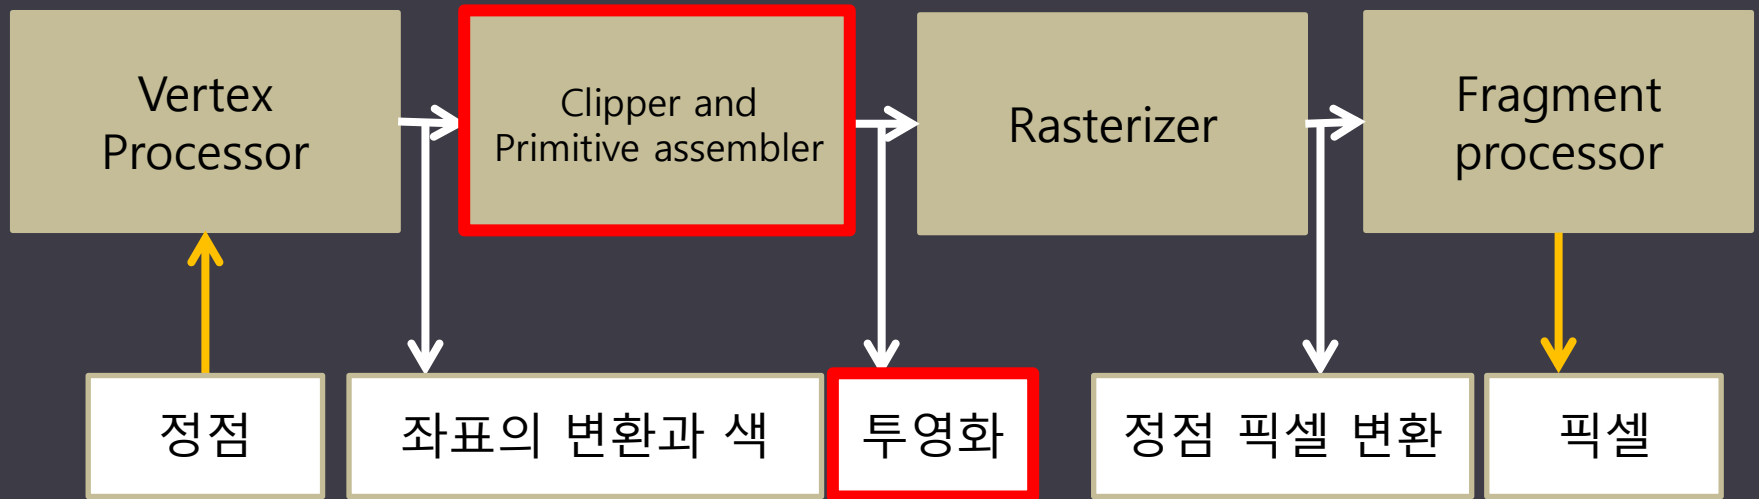 Vertex
Processor
Clipper and
Primitive assembler
Rasterizer
Fragment
processor
정점
좌표의 변환과 색
투영화
정점 픽셀 변환
픽셀